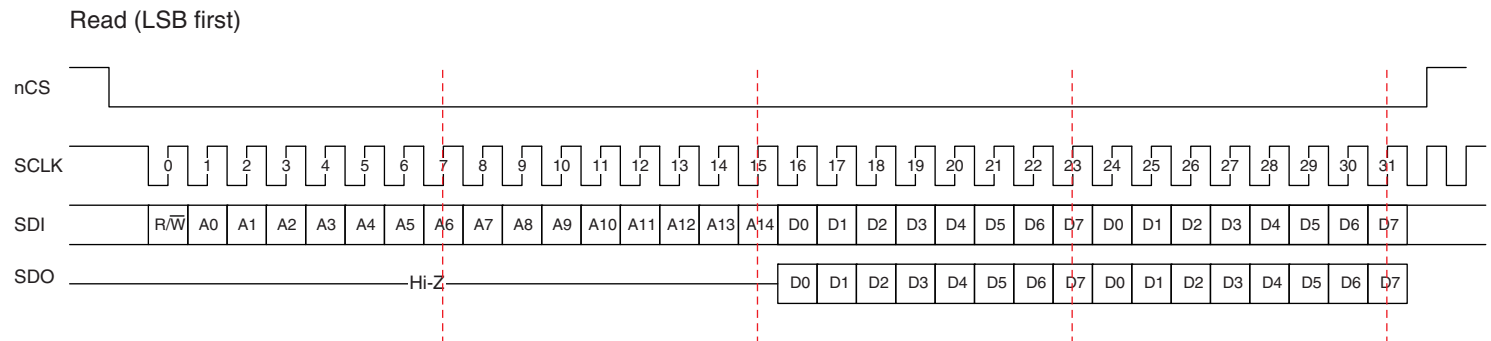 Read (LSB first)
nCS
SCLK 0 1 2 3 4 5 6 7 8 9 10 11 12 13 14 15 16 17 18 19 20 21 22 23 24 25 26 27 28 29 30 31
SDI R/W̅ A0 A1 A2 A3 A4 A5 A6 A7 A8 A9 A10 A11 A12 A13 A14 D0 D1 D2 D3 D4 D5 D6 D7 D0 D1 D2 D3 D4 D5 D6 D7
SDO Hi-Z D0 D1 D2 D3 D4 D5 D6 D7 D0 D1 D2 D3 D4 D5 D6 D7